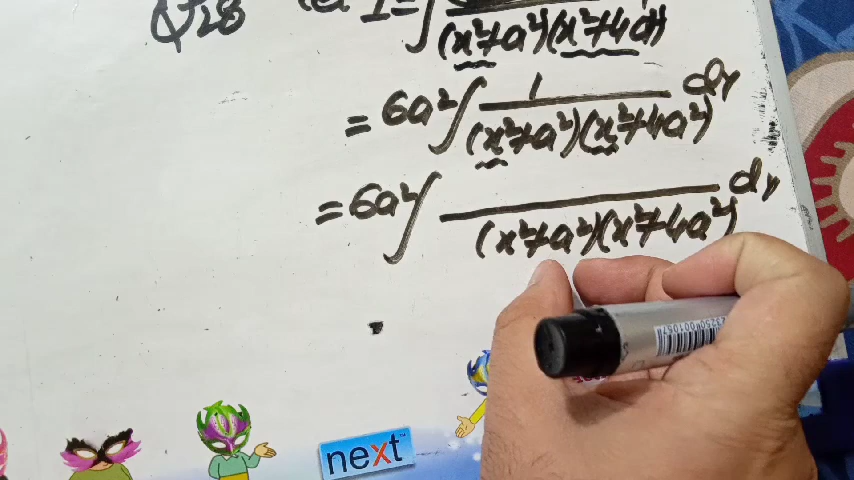 Q28 I = ∫ (x²+a²)(x²+4a²)
= 6a² ∫ 1/((x²+a²)(x²+4a²)) dx
= 6a² ∫ /((x²+a²)(x²+4a²)) dx
next